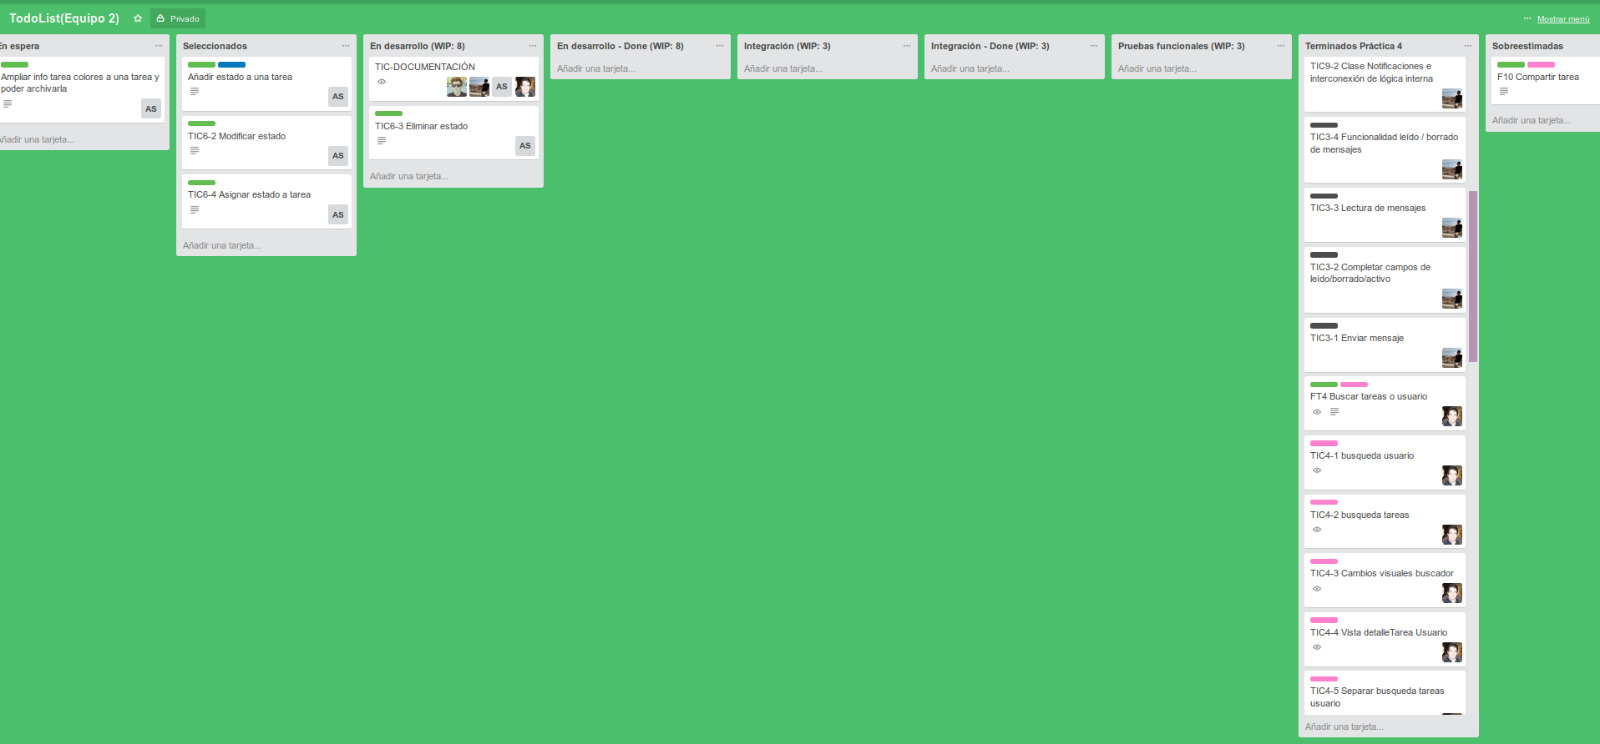 TodoList(Equipo 2)
Privado
Mostrar menú
En espera
Ampliar info tarea colores a una tarea y
poder archivarla
AS
Añadir una tarjeta...
Seleccionados
Añadir estado a una tarea
AS
TIC6-2 Modificar estado
AS
TIC6-4 Asignar estado a tarea
AS
Añadir una tarjeta...
En desarrollo (WIP: 8)
TIC-DOCUMENTACIÓN
AS
TIC6-3 Eliminar estado
AS
Añadir una tarjeta...
En desarrollo - Done (WIP: 8)
Añadir una tarjeta...
Integración (WIP: 3)
Añadir una tarjeta...
Integración - Done (WIP: 3)
Añadir una tarjeta...
Pruebas funcionales (WIP: 3)
Añadir una tarjeta...
Terminados Práctica 4
TIC9-2 Clase Notificaciones e
interconexión de lógica interna
TIC3-4 Funcionalidad leído / borrado
de mensajes
TIC3-3 Lectura de mensajes
TIC3-2 Completar campos de
leído/borrado/activo
TIC3-1 Enviar mensaje
FT4 Buscar tareas o usuario
TIC4-1 busqueda usuario
TIC4-2 busqueda tareas
TIC4-3 Cambios visuales buscador
TIC4-4 Vista detalleTarea Usuario
TIC4-5 Separar busqueda tareas
usuario
Añadir una tarjeta...
Sobreestimadas
F10 Compartir tarea
Añadir una tarjeta...